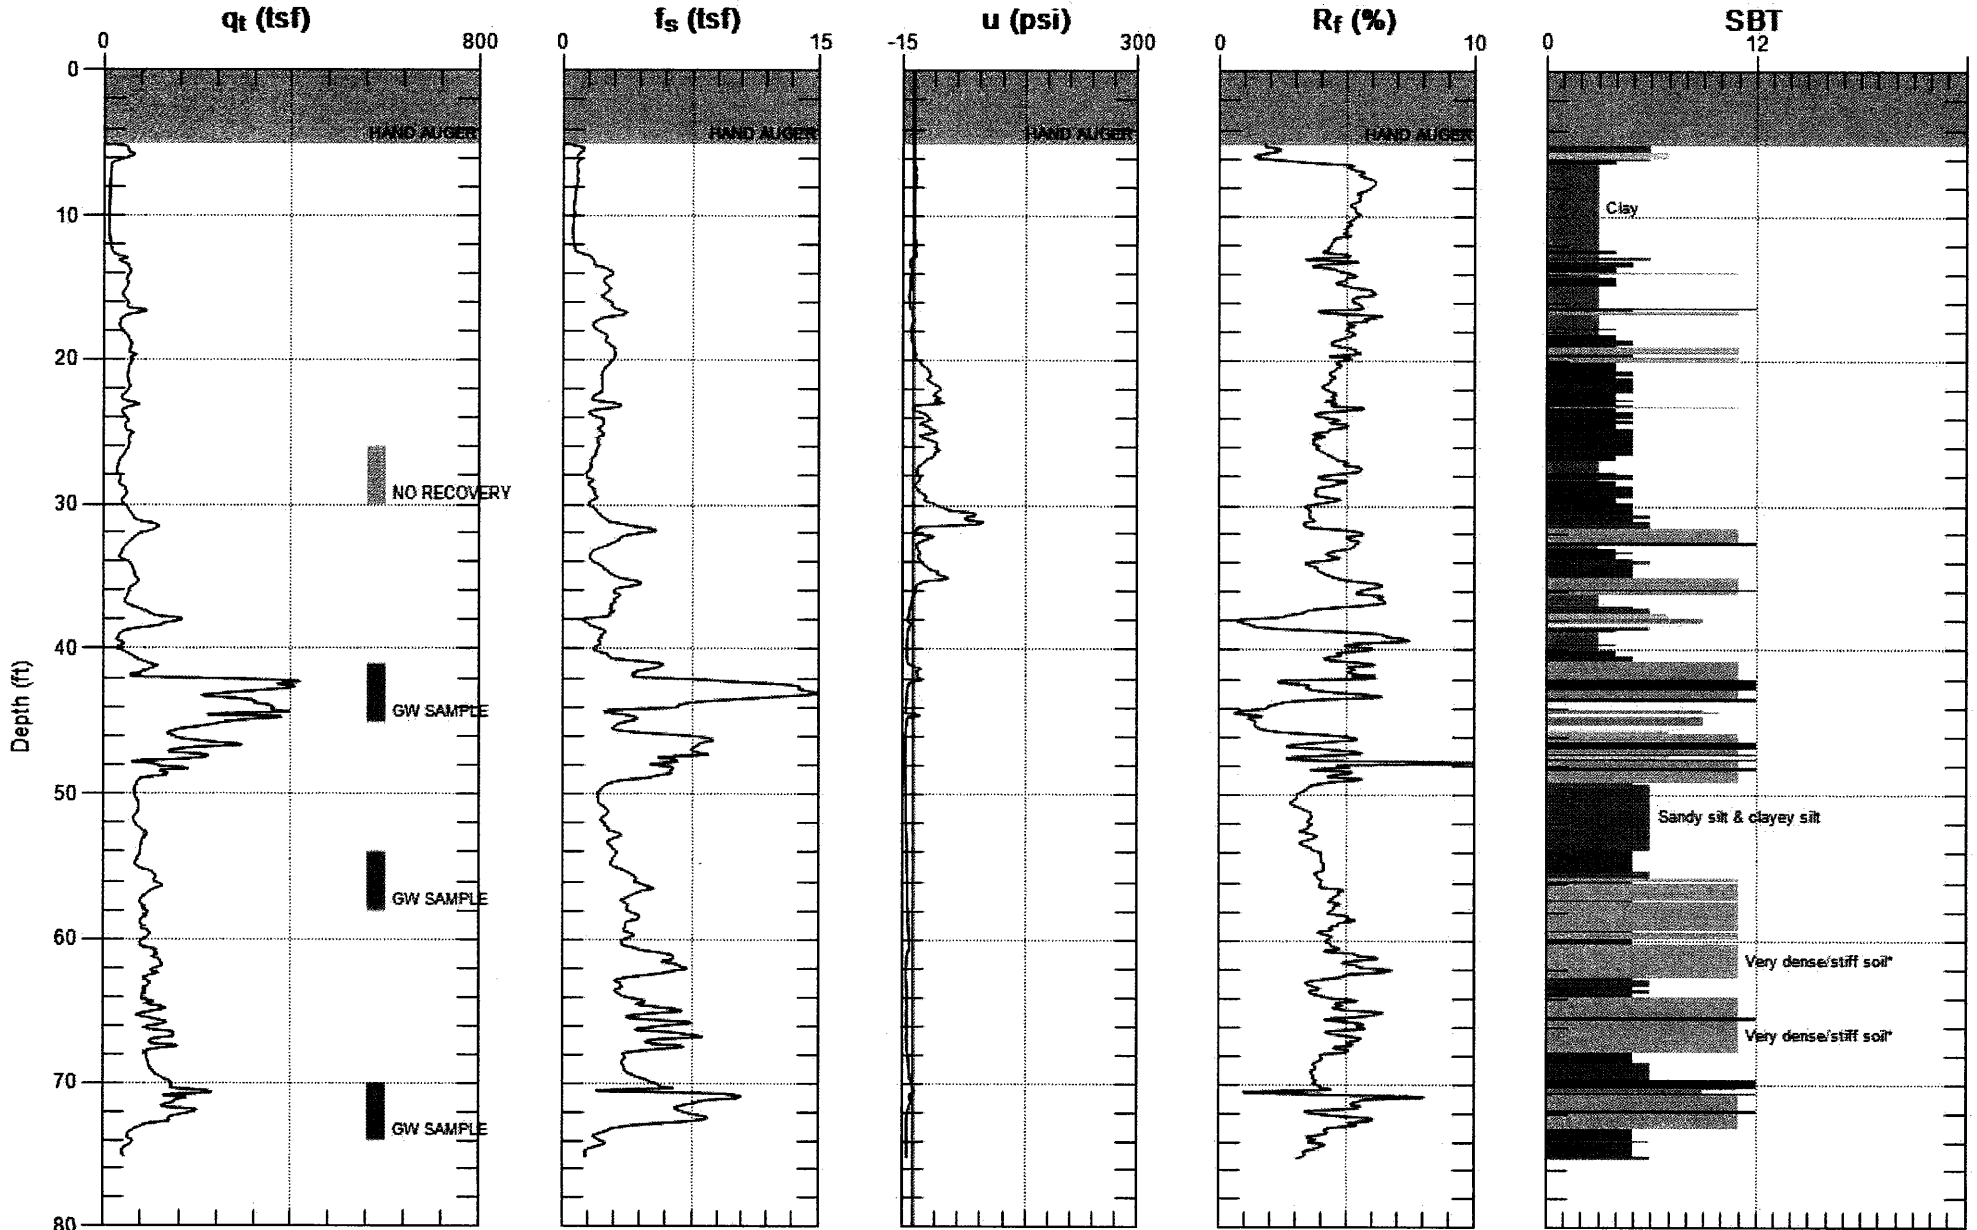 qt (tsf)
fs (tsf)
u (psi)
Rf (%)
SBT
0 800
0 15
-15 300
0 10
0 12
0
HAND AUGER
HAND AUGER
HAND AUGER
HAND AUGER
10
Clay
20
NO RECOVERY
30
40
Depth (ft)
GW SAMPLE
50
Sandy silt & clayey silt
GW SAMPLE
60
Very dense/stiff soil*
Very dense/stiff soil*
70
GW SAMPLE
80